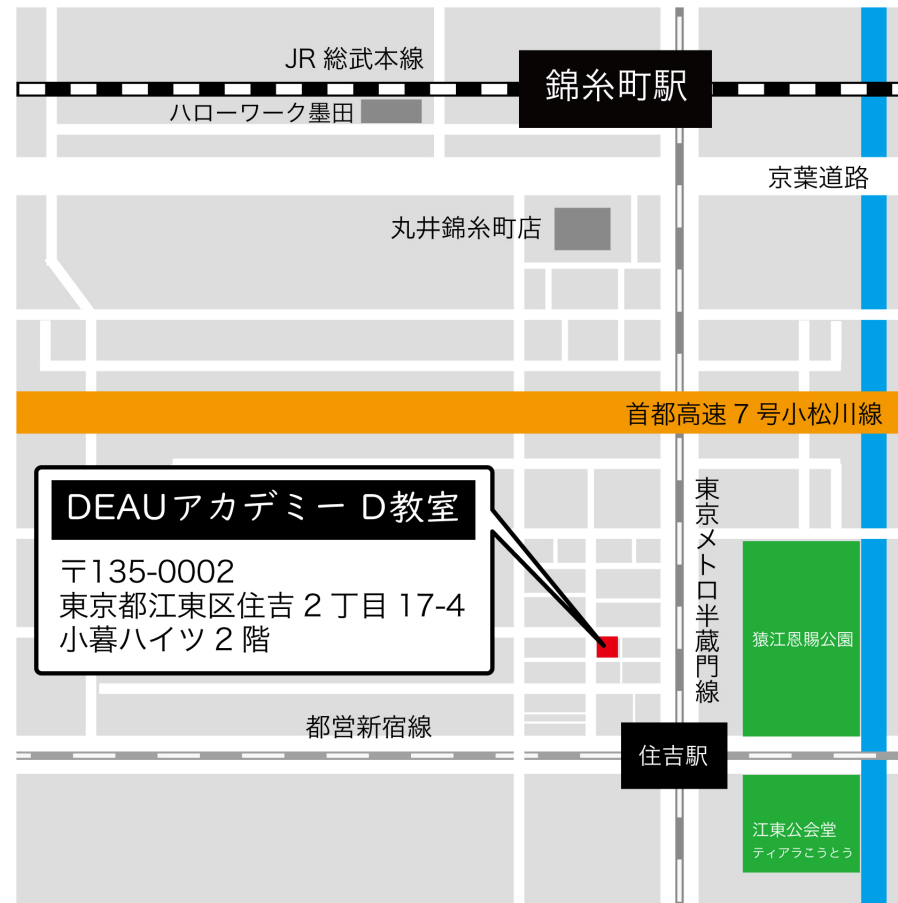 JR 総武本線
錦糸町駅
ハローワーク墨田
京葉道路
丸井錦糸町店
首都高速 7 号小松川線
DEAUアカデミー D教室
〒135-0002
東京都江東区住吉 2 丁目 17-4
小暮ハイツ 2 階
東京メトロ半蔵門線
猿江恩賜公園
都営新宿線
住吉駅
江東公会堂
ティアラこうとう